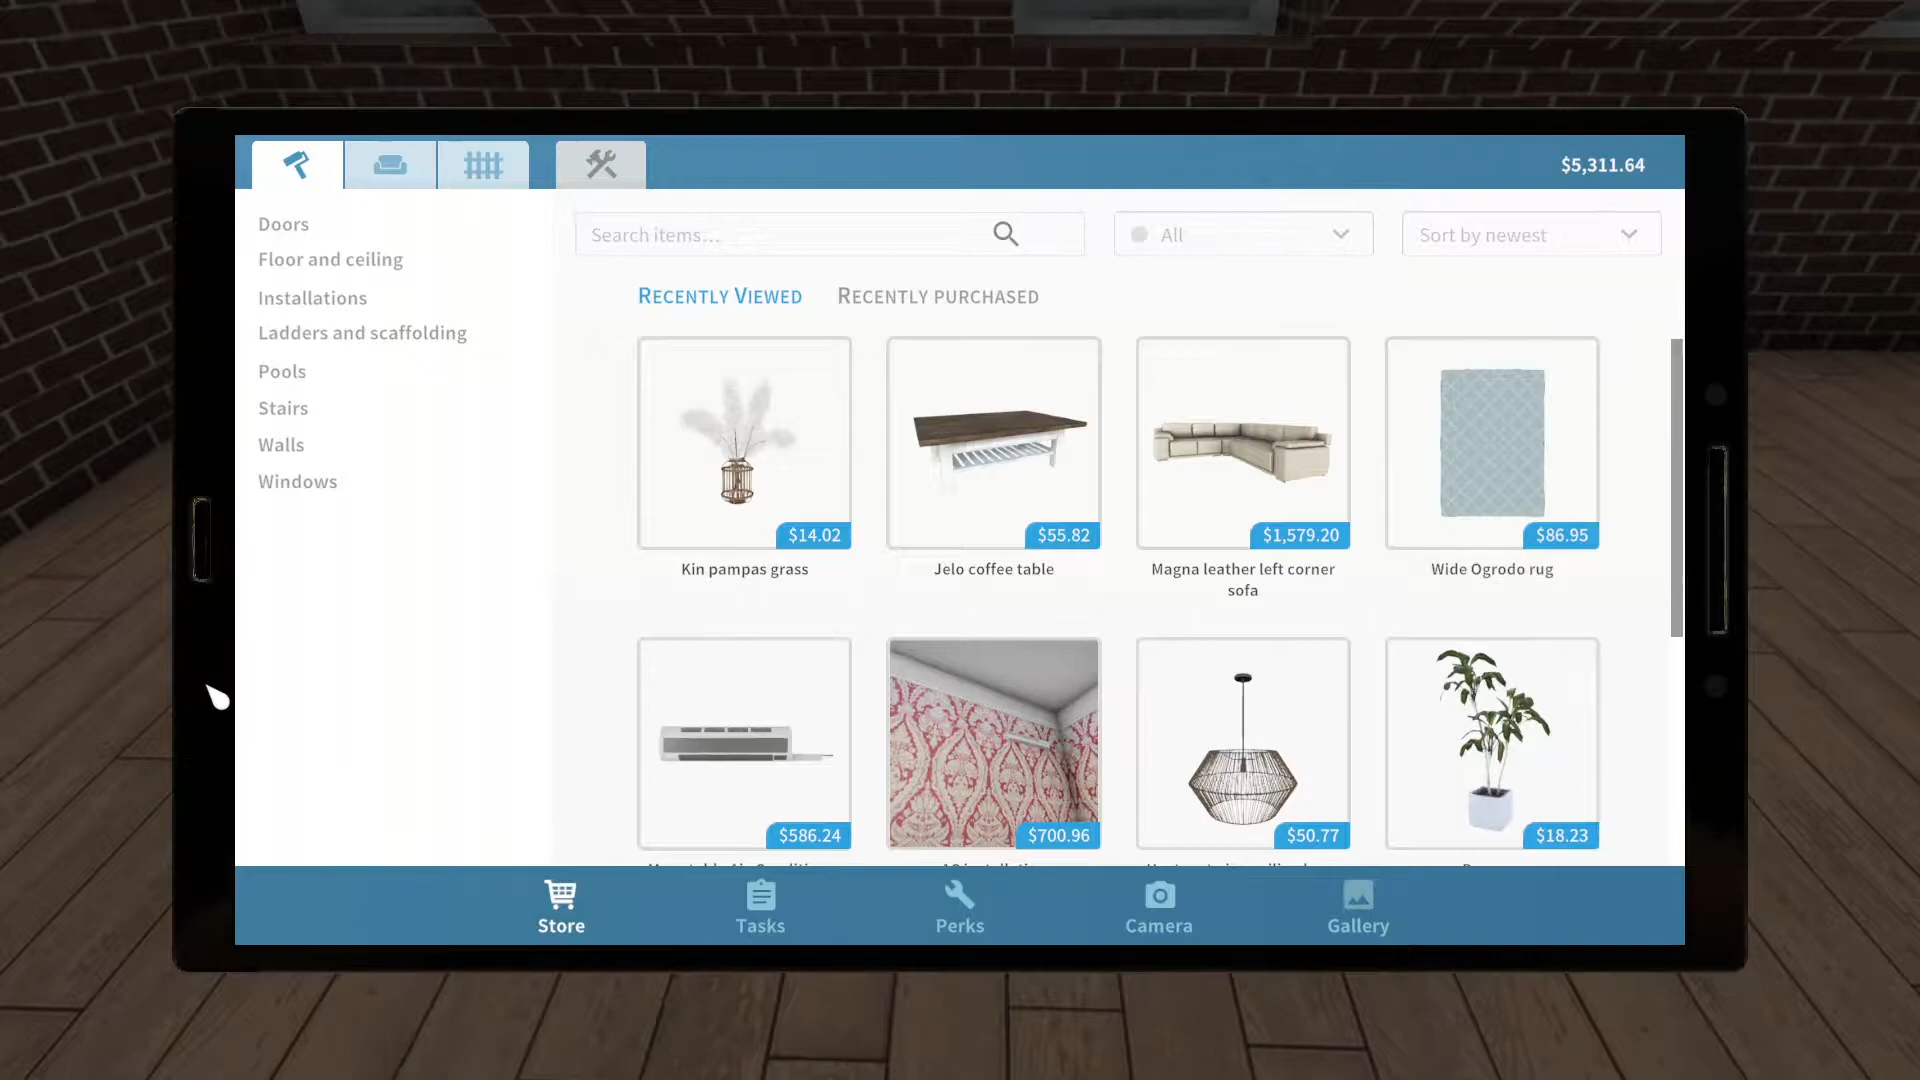 $5,311.64
Doors
Floor and ceiling
Installations
Ladders and scaffolding
Pools
Stairs
Walls
Windows
Search items...
All
Sort by newest
RECENTLY VIEWED
RECENTLY PURCHASED
$14.02
$55.82
$1,579.20
$86.95
Kin pampas grass
Jelo coffee table
Magna leather left corner
sofa
Wide Ogrodo rug
$586.24
$700.96
$50.77
$18.23
Store
Tasks
Perks
Camera
Gallery